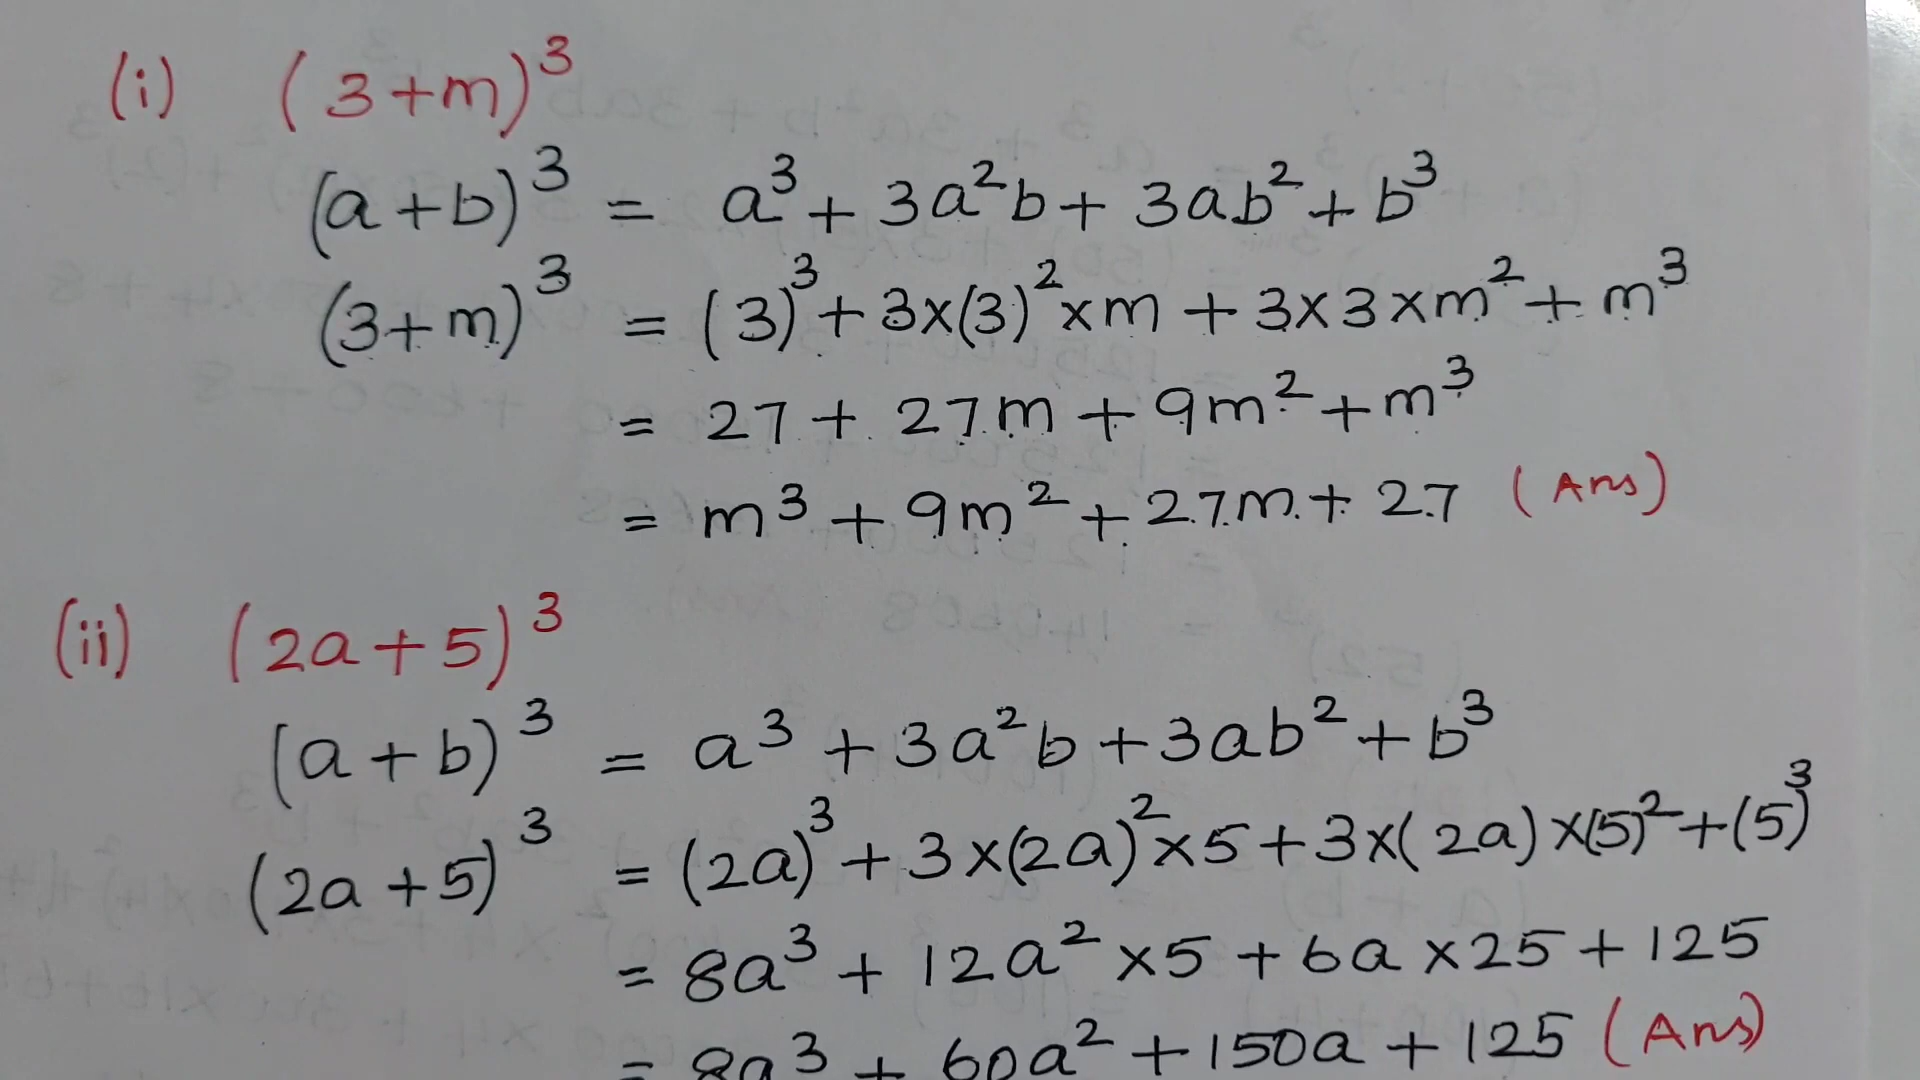 (i) (3+m)³
(a+b)³ = a³ + 3a²b + 3ab² + b³
(3+m)³ = (3)³ + 3×(3)²×m + 3×3×m² + m³
= 27 + 27m + 9m² + m³
= m³ + 9m² + 27m + 27 (Ans)
(ii) (2a+5)³
(a+b)³ = a³ + 3a²b + 3ab² + b³
(2a+5)³ = (2a)³ + 3×(2a)²×5 + 3×(2a)×(5)² + (5)³
= 8a³ + 12a²×5 + 6a×25 + 125
= 8a³ + 60a² + 150a + 125 (Ans)